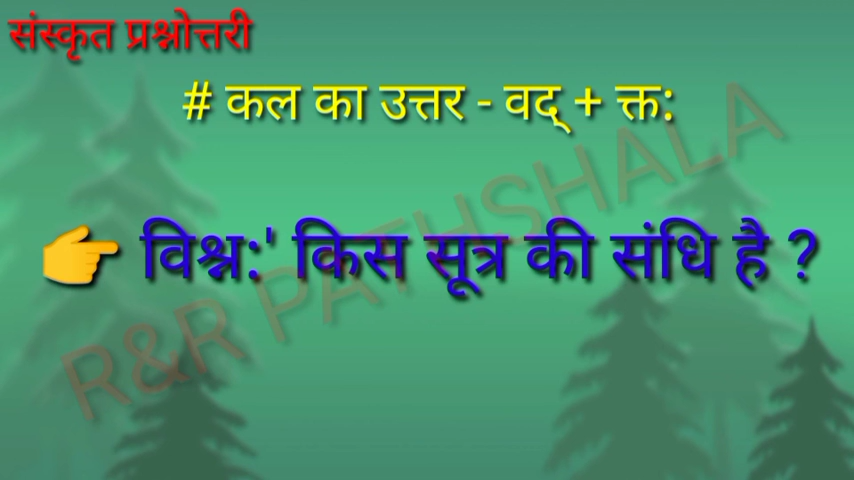 संस्कृत प्रश्नोत्तरी
# कल का उत्तर - वद् + क्त:
👉 विश्न:' किस सूत्र की संधि है ?
R&R PATHSHALA